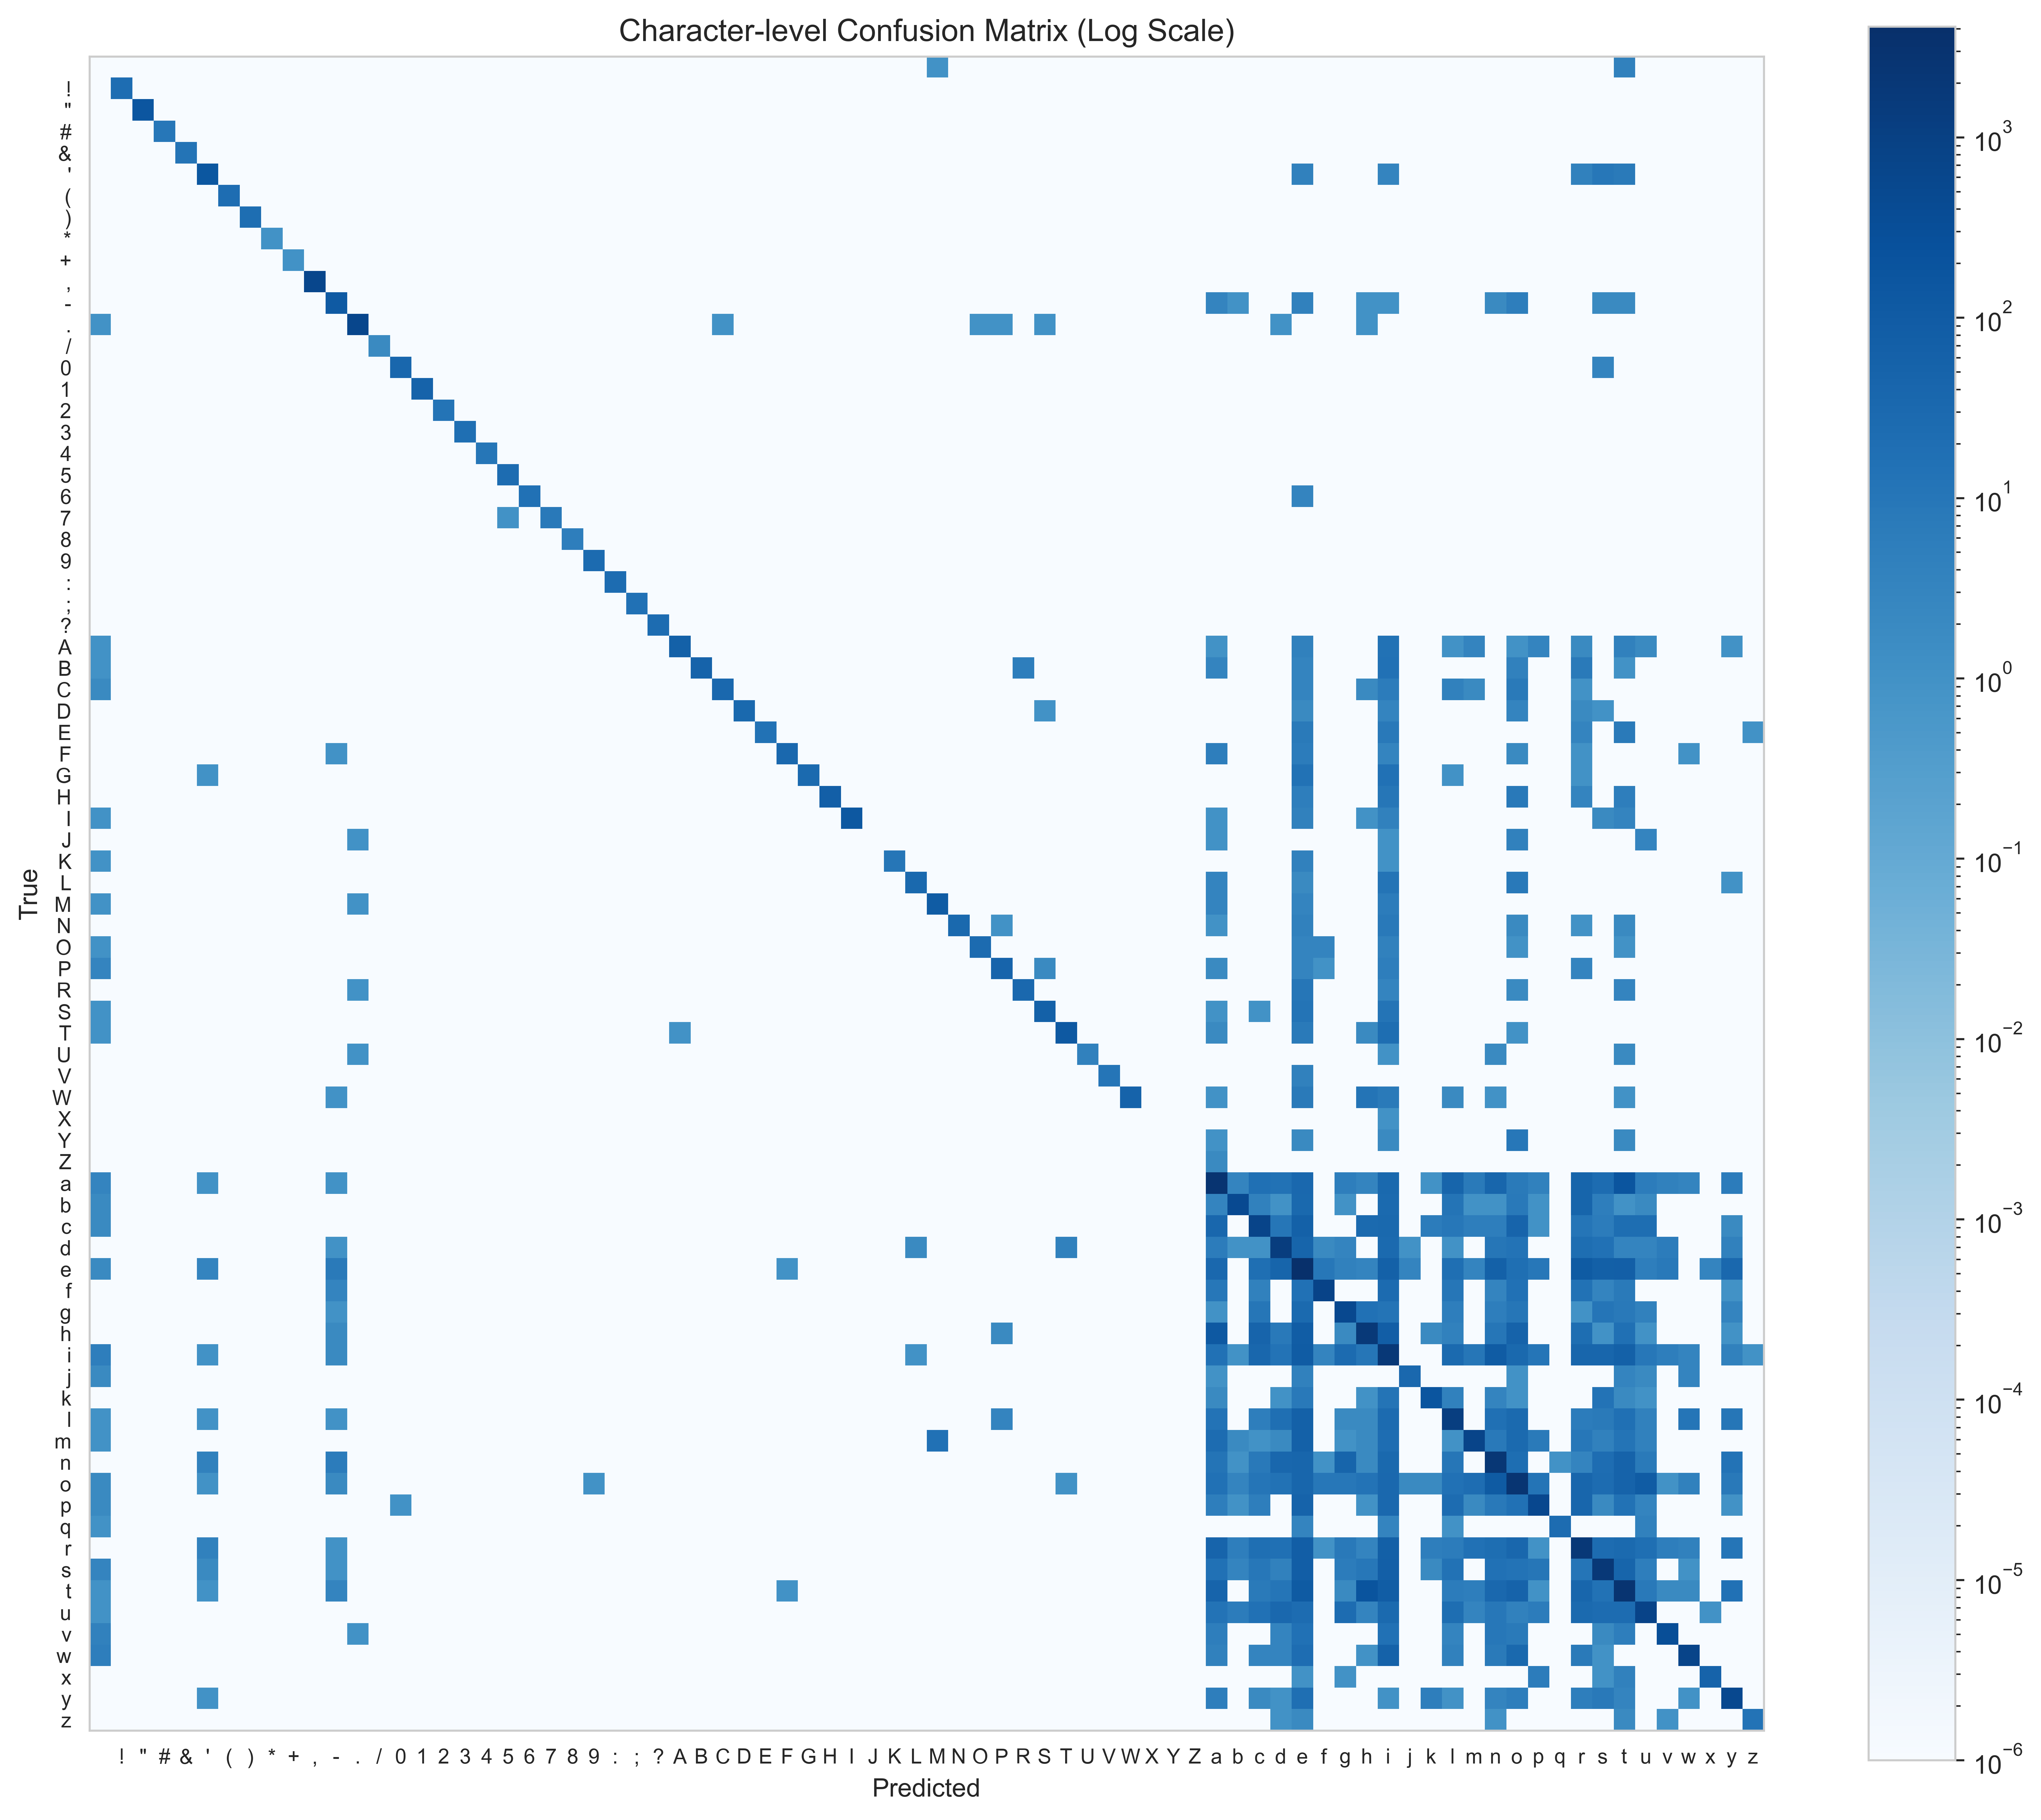 Character-level Confusion Matrix (Log Scale)
True
!
"
#
&
'
(
)
*
+
,
-
.
/
0
1
2
3
4
5
6
7
8
9
:
;
?
A
B
C
D
E
F
G
H
I
J
K
L
M
N
O
P
R
S
T
U
V
W
X
Y
Z
a
b
c
d
e
f
g
h
i
j
k
l
m
n
o
p
q
r
s
t
u
v
w
x
y
z
! " # & ' ( ) * + , - . / 0 1 2 3 4 5 6 7 8 9 : ; ? A B C D E F G H I J K L M N O P R S T U V W X Y Z a b c d e f g h i j k l m n o p q r s t u v w x y z
Predicted
10³
10²
10¹
10⁰
10⁻¹
10⁻²
10⁻³
10⁻⁴
10⁻⁵
10⁻⁶